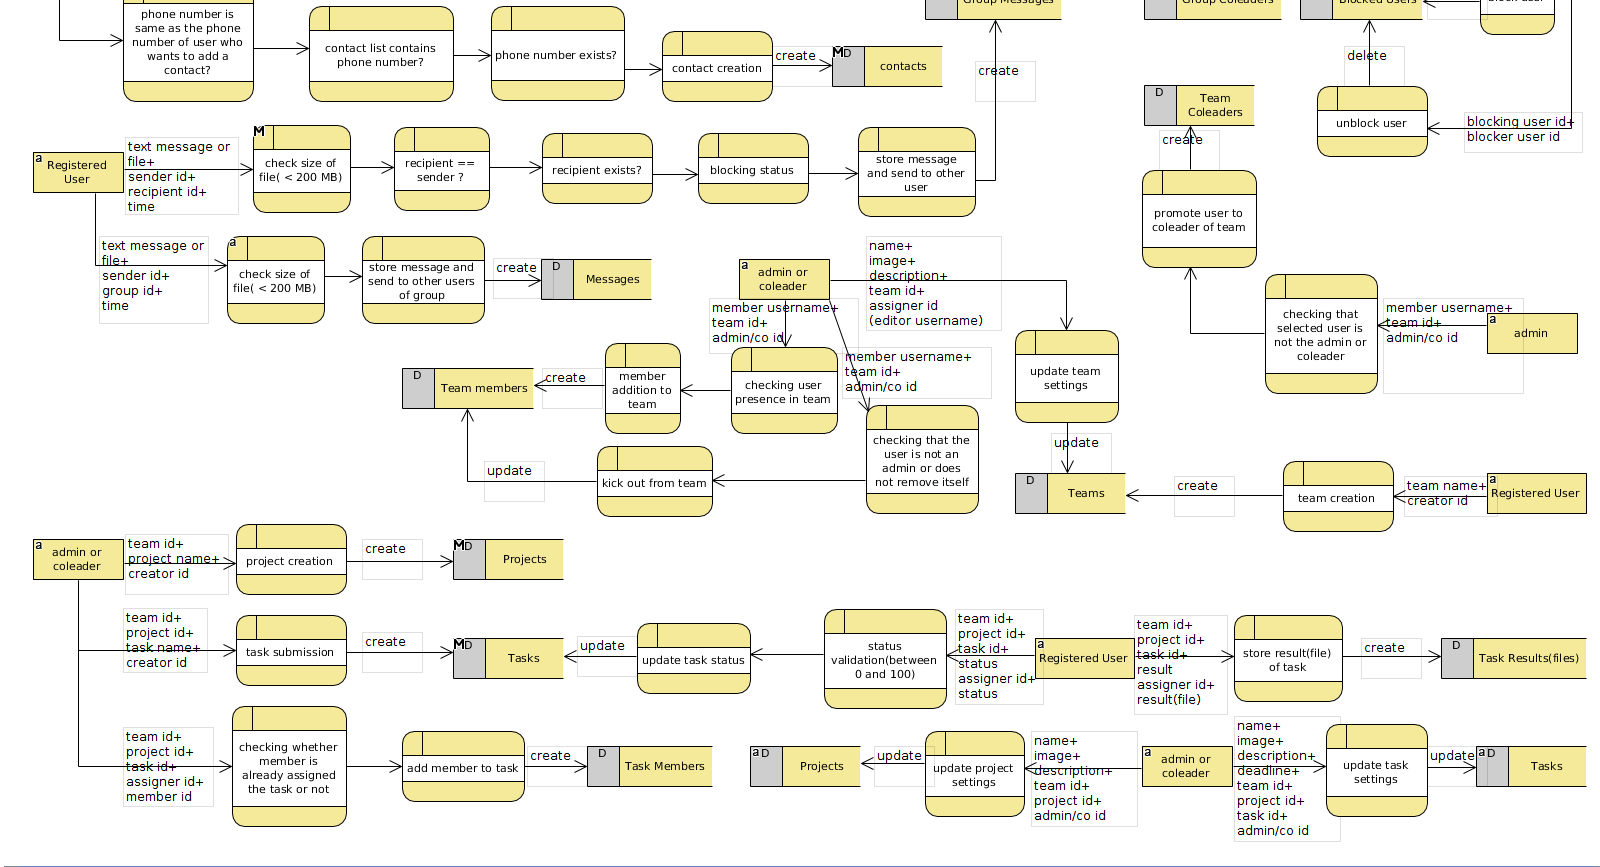 Group Messages
Group Coleaders
Blocked Users
block user
phone number is
same as the phone
number of user who
wants to add a
contact?
contact list contains
phone number?
phone number exists?
contact creation
create
M D
contacts
create
delete
D
Team
Coleaders
create
unblock user
blocking user id+
blocker user id
a
Registered
User
text message or
file+
sender id+
recipient id+
time
M
check size of
file( < 200 MB)
recipient ==
sender ?
recipient exists?
blocking status
store message
and send to other
user
promote user to
coleader of team
text message or
file+
sender id+
group id+
time
a
check size of
file( < 200 MB)
store message and
send to other users
of group
create
D
Messages
a
admin or
coleader
name+
image+
description+
team id+
assigner id
(editor username)
member username+
team id+
admin/co id
member username+
team id+
admin/co id
checking that
selected user is
not the admin or
coleader
member username+
team id+
admin/co id
a
admin
D
Team members
create
member
addition to
team
checking user
presence in team
update team
settings
update
kick out from team
checking that the
user is not an
admin or does
not remove itself
update
D
Teams
create
team creation
team name+
creator id
a
Registered User
a
admin or
coleader
team id+
project name+
creator id
project creation
create
M D
Projects
team id+
project id+
task name+
creator id
task submission
create
M D
Tasks
update
update task status
status
validation(between
0 and 100)
team id+
project id+
task id+
status
assigner id+
status
a
Registered User
team id+
project id+
task id+
result
assigner id+
result(file)
store result(file)
of task
create
D
Task Results(files)
team id+
project id+
task id+
assigner id+
member id
checking whether
member is
already assigned
the task or not
add member to task
create
D
Task Members
a D
Projects
update
update project
settings
name+
image+
description+
team id+
project id+
admin/co id
a
admin or
coleader
name+
image+
description+
deadline+
team id+
project id+
task id+
admin/co id
update task
settings
update
a D
Tasks